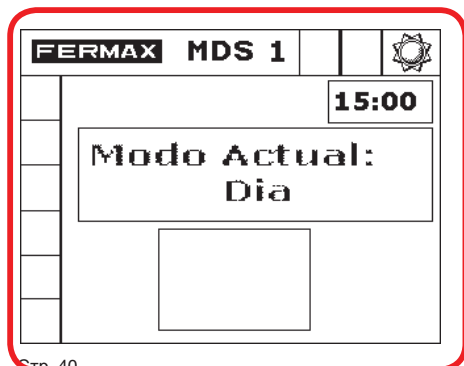 FERMAX MDS 1
15:00
Modo Actual:
Dia
Стр. 40